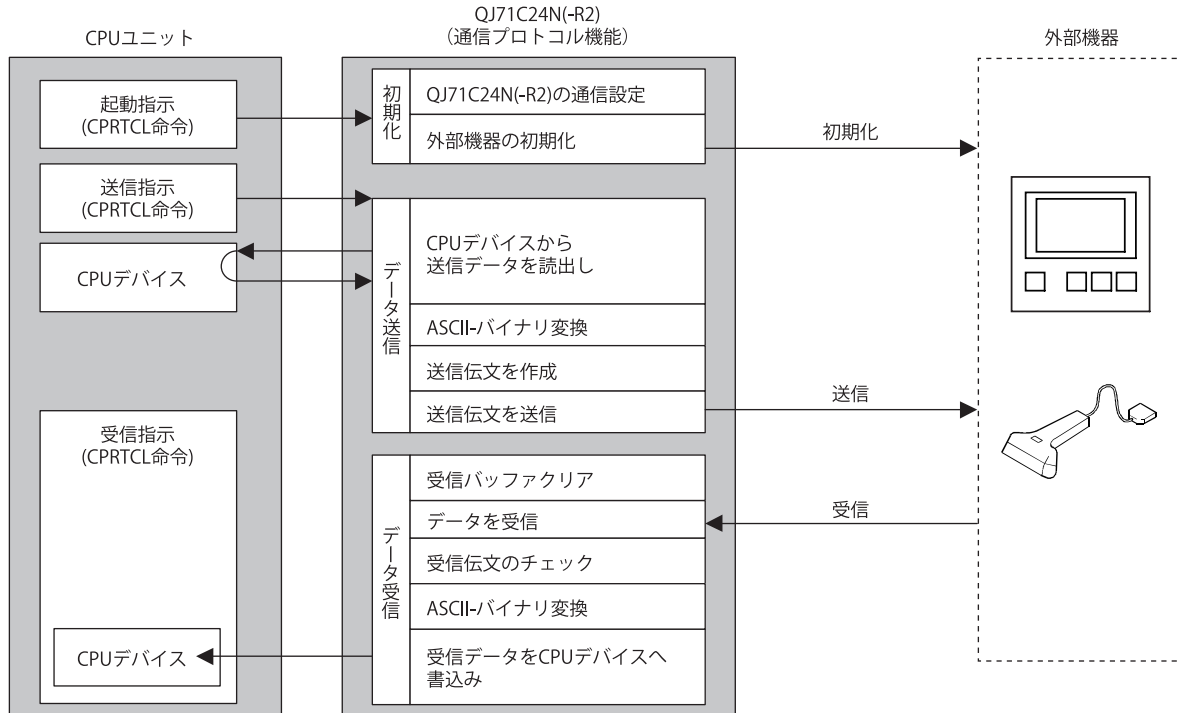 CPUユニット
QJ71C24N(-R2)
（通信プロトコル機能）
外部機器
起動指示
(CPRTCL命令)
初期化
QJ71C24N(-R2)の通信設定
外部機器の初期化
初期化
送信指示
(CPRTCL命令)
CPUデバイス
データ送信
CPUデバイスから
送信データを読出し
ASCII-バイナリ変換
送信伝文を作成
送信伝文を送信
送信
受信指示
(CPRTCL命令)
CPUデバイス
データ受信
受信バッファクリア
データを受信
受信伝文のチェック
ASCII-バイナリ変換
受信データをCPUデバイスへ
書込み
受信